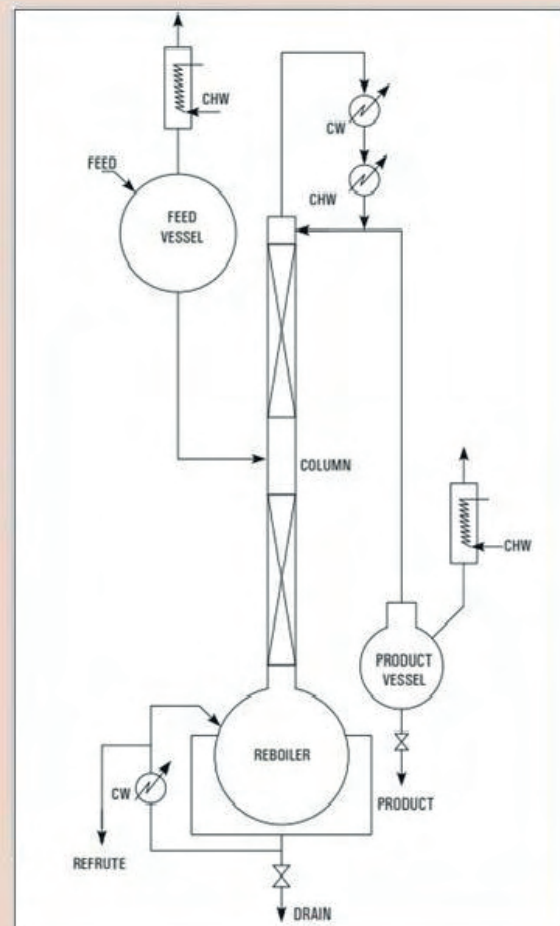 CHW
FEED
FEED
VESSEL
CW
CHW
COLUMN
CHW
PRODUCT
VESSEL
REBOILER
CW
PRODUCT
REFRUTE
DRAIN